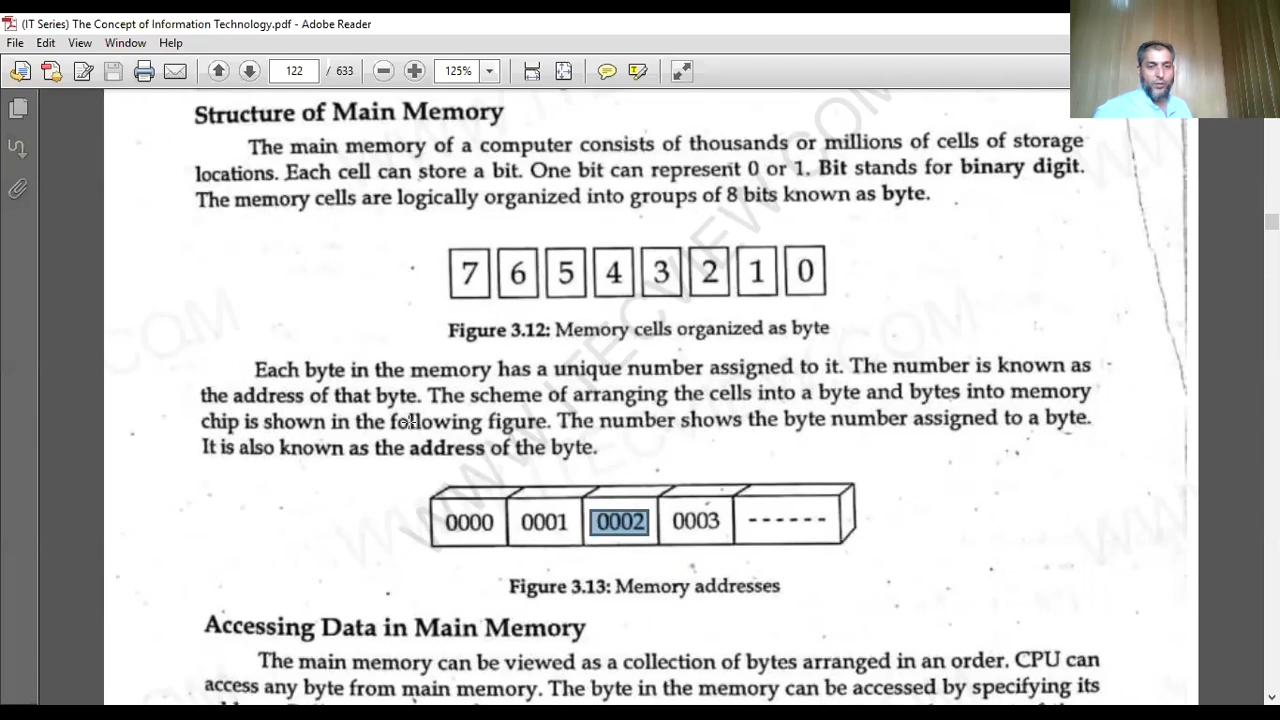 (IT Series) The Concept of Information Technology.pdf - Adobe Reader
File Edit View Window Help
122 / 633 125%
Structure of Main Memory
The main memory of a computer consists of thousands or millions of cells of storage
locations. Each cell can store a bit. One bit can represent 0 or 1. Bit stands for binary digit.
The memory cells are logically organized into groups of 8 bits known as byte.
7 6 5 4 3 2 1 0
Figure 3.12: Memory cells organized as byte
Each byte in the memory has a unique number assigned to it. The number is known as
the address of that byte. The scheme of arranging the cells into a byte and bytes into memory
chip is shown in the following figure. The number shows the byte number assigned to a byte.
It is also known as the address of the byte.
0000 0001 0002 0003 ------
Figure 3.13: Memory addresses
Accessing Data in Main Memory
The main memory can be viewed as a collection of bytes arranged in an order. CPU can
access any byte from main memory. The byte in the memory can be accessed by specifying its
WWW.ITECVIEW.COM